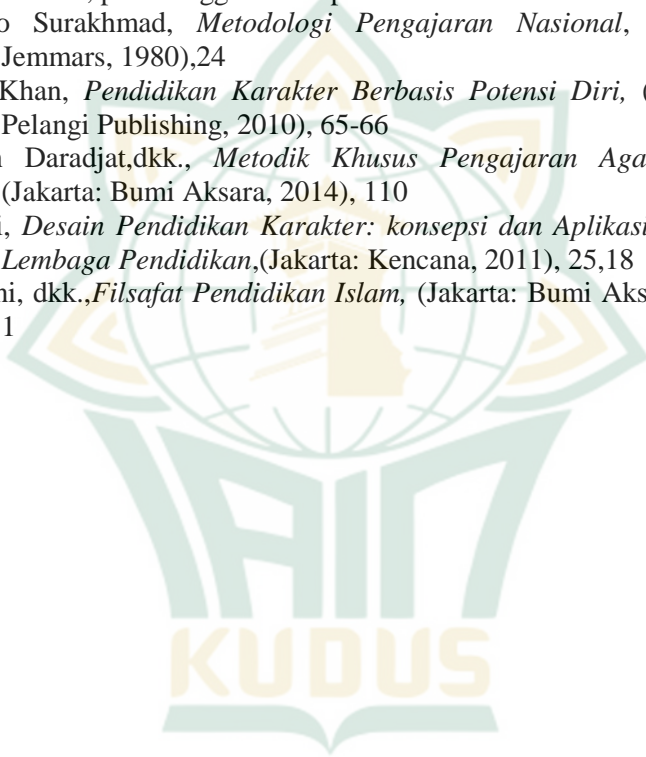 o Surakhmad, Metodologi Pengajaran Nasional,
Jemmars, 1980),24
Khan, Pendidikan Karakter Berbasis Potensi Diri, (
Pelangi Publishing, 2010), 65-66
n Daradjat,dkk., Metodik Khusus Pengajaran Aga
(Jakarta: Bumi Aksara, 2014), 110
i, Desain Pendidikan Karakter: konsepsi dan Aplikasi
Lembaga Pendidikan,(Jakarta: Kencana, 2011), 25,18
ni, dkk.,Filsafat Pendidikan Islam, (Jakarta: Bumi Aks
1
IAIN
KUDUS